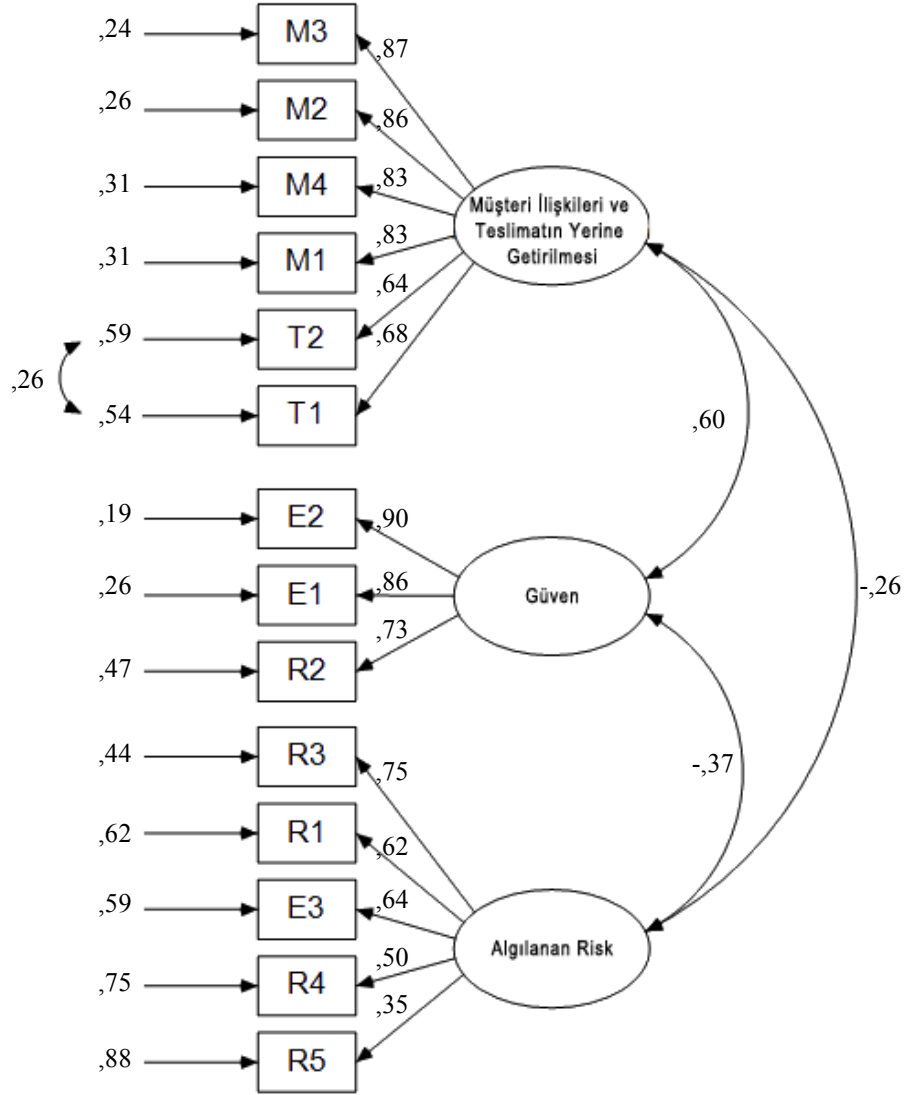 ,24
M3
,87
,26
M2
,86
,31
M4
,83
,31
M1
,83
,59
T2
,64
,26
,54
T1
,68
Müşteri İlişkileri ve
Teslimatın Yerine
Getirilmesi
,60
,19
E2
,90
,26
E1
,86
,47
R2
,73
Güven
-,26
-,37
,44
R3
,75
,62
R1
,62
,59
E3
,64
,75
R4
,50
,88
R5
,35
Algılanan Risk